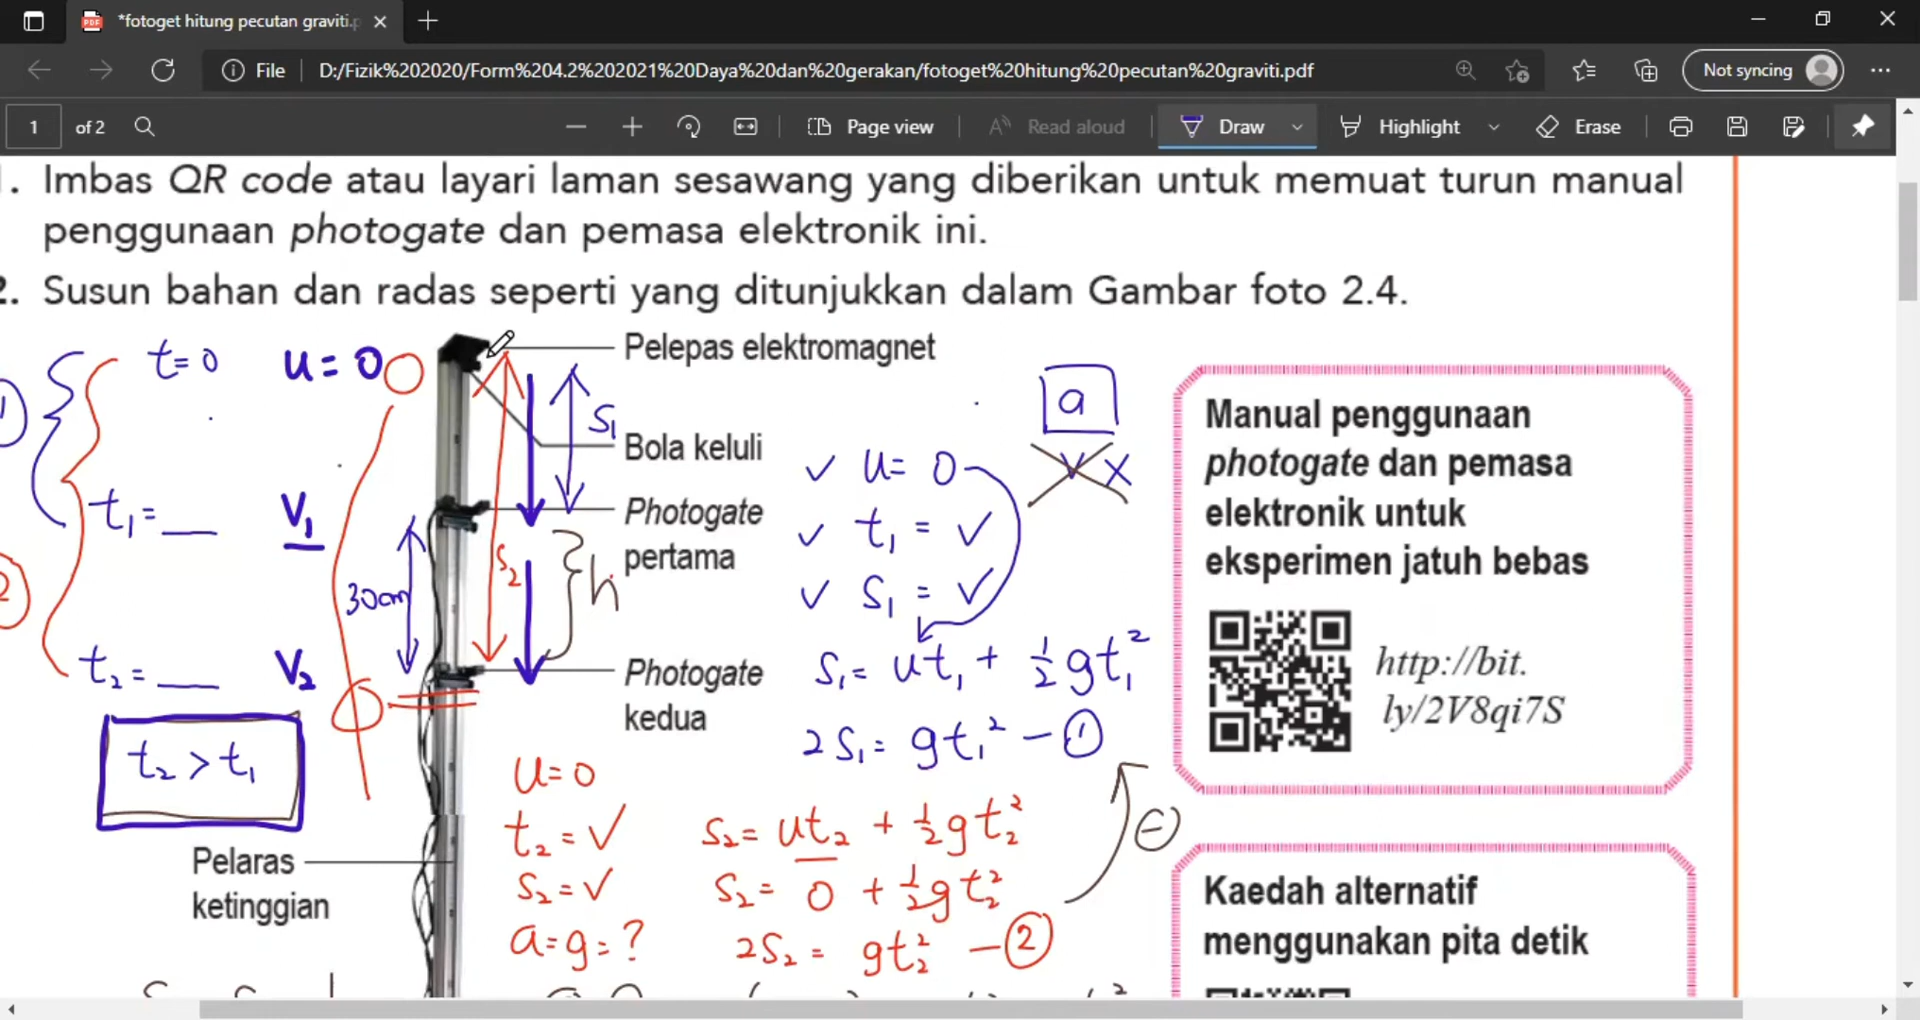 *fotoget hitung pecutan graviti.p
File
D:/Fizik%202020/Form%204.2%202021%20Daya%20dan%20gerakan/fotoget%20hitung%20pecutan%20graviti.pdf
Not syncing
1 of 2
Page view
Read aloud
Draw
Highlight
Erase
. Imbas QR code atau layari laman sesawang yang diberikan untuk memuat turun manual
penggunaan photogate dan pemasa elektronik ini.
2. Susun bahan dan radas seperti yang ditunjukkan dalam Gambar foto 2.4.
t=0
u=0
Pelepas elektromagnet
S₁
Bola keluli
1
t₁=__
V₁
Photogate
pertama
S₂
h
30cm
2
t₂=__
V₂
Photogate
kedua
t₂ > t₁
Pelaras
ketinggian
a
✓ u= 0
X
✓ t₁ = ✓
✓ S₁ = ✓
S₁= ut₁ + ½gt₁²
2S₁= gt₁² - ①
u=0
t₂=✓
S₂=✓
a=g=?
S₂= ut₂ + ½gt₂²
S₂= 0 + ½gt₂²
2S₂ = gt₂² - ②
(-)
Manual penggunaan
photogate dan pemasa
elektronik untuk
eksperimen jatuh bebas
http://bit.
ly/2V8qi7S
Kaedah alternatif
menggunakan pita detik